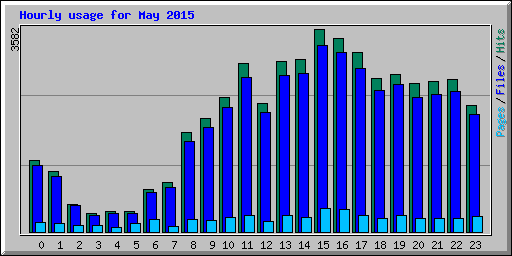 Hourly usage for May 2015
3582
Pages / Files / Hits
0 1 2 3 4 5 6 7 8 9 10 11 12 13 14 15 16 17 18 19 20 21 22 23